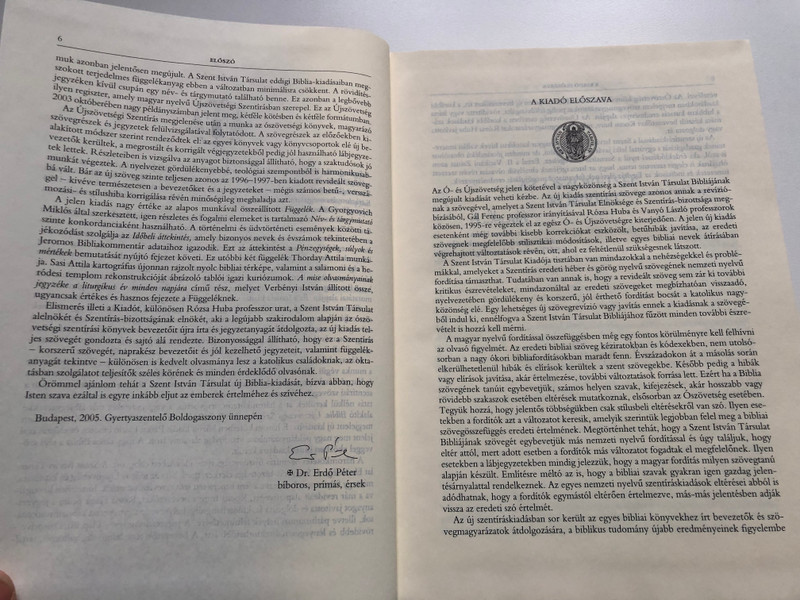 6
ELŐSZÓ
muk azonban jelentősen megújult. A Szent István Társulat eddigi Biblia-kiadásaiban meg-
szokott terjedelmes függelékanyag ebben a változatban minimálisra csökkent. A rövidítés-
jegyzéken kívül csupán egy név- és tárgymutató található benne. Ez azonban a legbővebb
ilyen regiszter, amely magyar nyelvű Újszövetségi Szentírásban szerepel. Ez az Újszövetség
2003 októberében nagy példányszámban jelent meg, kétféle kötésben és kétféle formátumban.
Az Újszövetségi Szentírás megjelenése után a munka az ószövetségi könyvek, magyarázó
szövegrészek és jegyzetek felülvizsgálatával folytatódott. A szövegrészek az előzőekben ki-
alakított módszer szerint rendeződtek el: az egyes könyvek vagy könyvcsoportok elé új be-
vezetők kerültek, a megrostált és korrigált végjegyzetekből pedig jól használható lábjegyze-
tek lettek. Részleteiben is vizsgálva az anyagot bizonysággal állítható, hogy a szaktudósok jó
munkát végeztek. A nyelvezet gördülékenyebbé, teológiai szempontból is harmonikusab-
bá vált. Bár az új szöveg szinte teljesen azonos az 1996–1997-ben kiadott revideált szöveg-
gel – kivéve természetesen a bevezetőket és a jegyzeteket – mégis számos betű-, versszá-
mozási- és stílushiba korrigálása révén minőségileg meghaladja azt.
A jelen kiadás nagy értéke az alapos munkával összeállított Függelék. A Gyorgyovich
Miklós által szerkesztett, igen részletes és fogalmi elemeket is tartalmazó Név- és tárgymutató
szinte konkordanciaként használható. A történelmi és üdvtörténeti események közötti tá-
jékozódást szolgálja az Időbeli áttekintés, amely bizonyos nevek és évszámok tekintetében a
Jeromos Bibliakommentár adataihoz igazodik. Ezt az áttekintést a Pénzegységek, súlyok és
mértékek bemutatását nyújtó fejezet követi. Ez utóbbi két függelék Thorday Attila munká-
ja. Sasi Attila kartográfus újonnan rajzolt nyolc bibliai térképe, valamint a salamoni és a he-
ródesi templom rekonstrukcióját ábrázoló rablói igazi kuriózumok. A mise olvasmányainak
jegyzéke a liturgikus év minden napjára című rész, melyet Verbényi István állított össze,
ugyancsak értékes és hasznos fejezete a Függeléknek.
Elismerés illeti a Kiadót, különösen Rózsa Huba professzor urat, a Szent István Társulat
alelnökét és Szentírás-bizottságának elnökét, aki a legújabb szakirodalom alapján az ószö-
vetségi szentírási könyvek bevezetőit újra írta és jegyzetanyagát átdolgozta, az új kiadás tel-
jes szövegét gondozta és sajtó alá rendezte. Bizonyossággal állítható, hogy ez a Szentírás
– korszerű szövegét, naprakész bevezetőit és jól kezelhető jegyzeteit, valamint függelék-
anyagát tekintve – különösen is kedvelt olvasmánya lesz a katolikus családoknak, az okta-
tásban szolgálatot teljesítők széles körének és minden érdeklődő olvasónak.
Örömmel ajánlom tehát a Szent István Társulat új Biblia-kiadását, bízva abban, hogy
Isten szava ezáltal is egyre inkább eljut az emberek értelméhez és szívéhez.
Budapest, 2005. Gyertyaszentelő Boldogasszony ünnepén
✠ Dr. Erdő Péter
bíboros, prímás, érsek
A KIADÓ ELŐSZAVA
Az Ó- és Újszövetség jelen kötetével a nagyközönség a Szent István Társulat Bibliájának
megújult kiadását veheti kézbe. Az új kiadás szentírási szövege azonos annak a revízió-
nak a szövegével, amelyet a Szent István Társulat Elnöksége és Szentírás-bizottsága meg-
bízásából, Gál Ferenc professor irányításával Rózsa Huba és Vanyó László professorok
közösen, 1995-re végeztek el az egész Ó- és Újszövetségre kiterjedően. A jelen új kiadás
esetenként még további kisebb korrekciókat eszközölt, betűhibák javítása, az eredeti
szövegnek megfelelőbb stilisztikai módosítások, illetve egyes bibliai nevek átírásában
végrehajtott változtatások révén, ott, ahol ez feltétlenül szükségesnek látszott.
A Szent István Társulat Kiadója tisztában van mindazokkal a nehézségekkel és problé-
mákkal, amelyeket a Szentírás eredeti héber és görög nyelvű szövegének nemzeti nyelvű
fordítása támaszthat. Tudatában van annak is, hogy a revideált szöveg sem zár ki további
kritikus észrevételeket, mindazonáltal az eredeti szövegeket megbízhatóan visszaadó,
nyelvezetében gördülékeny és korszerű, jól érthető fordítást bocsát a katolikus nagy-
közönség elé. Egy lehetséges új szövegrevízió vagy javítás ennek a kiadásnak a szövegé-
ből indul ki, ennélfogva a Szent István Társulat Bibliájához fűzött minden további észre-
vételt is hozzá kell mérni.
A magyar nyelvű fordítással összefüggésben még egy fontos körülményre kell felhívni
az olvasó figyelmét. Az eredeti bibliai szöveg kéziratokban és kódexekben, nem utolsó-
sorban a nagy ókori bibliafordításokban maradt fenn. Évszázadokon át a másolás során
elkerülhetetlenül hibák és elírások kerültek a szent szövegekbe. Később pedig a hibák
vagy elírások javítása, akár értelmezése, további változtatások forrása lett. Ezért ha a Biblia
szövegének tanúit egybevetjük, számos helyen szavak, kifejezések, akár hosszabb vagy
rövidebb szakaszok esetében eltérések mutatkoznak, elsősorban az Ószövetség esetében.
Tegyük hozzá, hogy jelentős többségükben csak stílusbeli eltérésekről van szó. Ilyen ese-
tekben a fordítók azt a változatot keresik, amelyik szerintük legjobban felel meg a bibliai
szövegösszefüggés eredeti értelmének. Megtörténhet tehát, hogy a Szent István Társulat
Bibliájának szövegét egybevetjük más nemzeti nyelvű fordítással és úgy találjuk, hogy
eltér attól, mert adott esetben a fordítók más változatot fogadtak el megfelelőnek. Ilyen
esetekben a lábjegyzetekben mindig jelezzük, hogy a magyar fordítás milyen szövegtanú
alapján készült. Említésre méltó az is, hogy a bibliai szavak gyakran igen gazdag jelen-
tésárnyalattal rendelkeznek. Az egyes nemzeti nyelvű szentíráskiadások eltérései abból is
adódhatnak, hogy a fordítók egymástól eltérően értelmezve, más-más jelentésben adják
vissza az eredeti szó értelmét.
Az új szentíráskiadásban sor került az egyes bibliai könyvekhez írt bevezetők és szö-
vegmagyarázatok átdolgozására, a biblikus tudomány újabb eredményeinek figyelembe